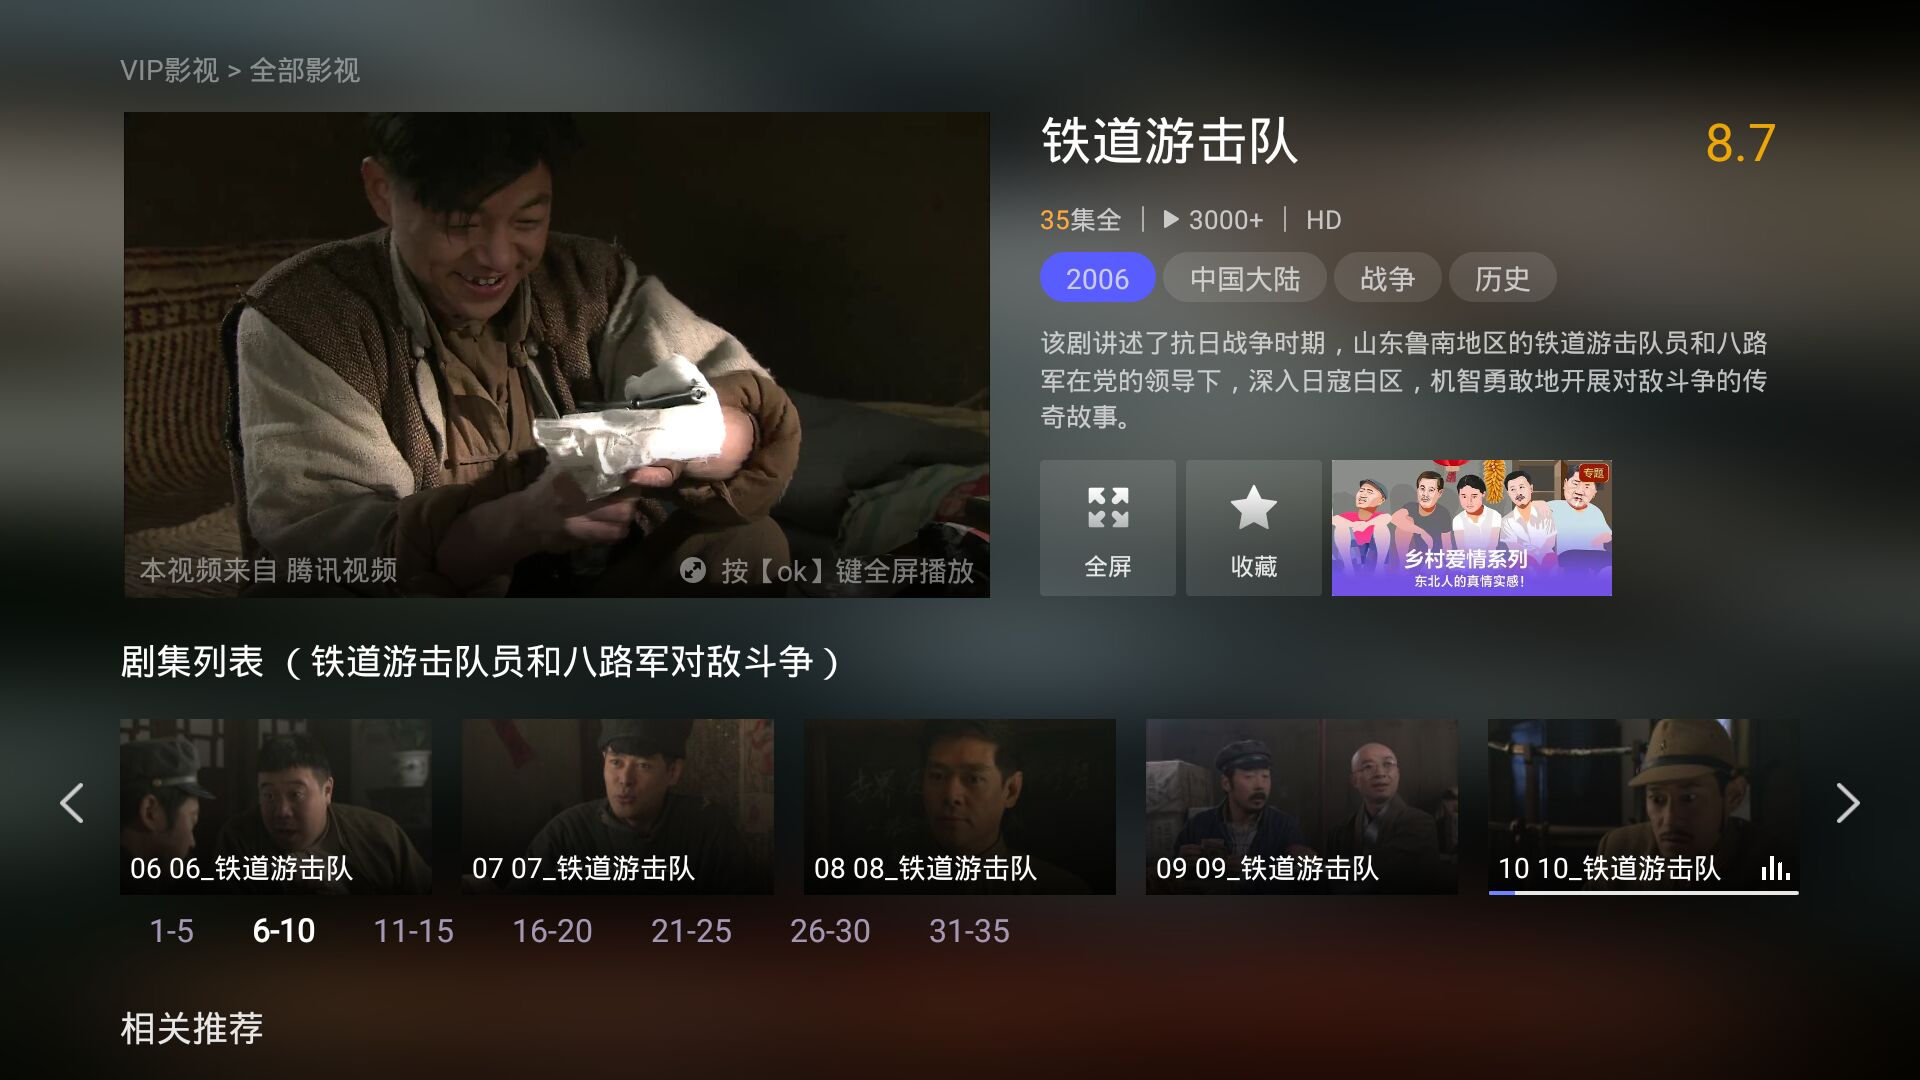 VIP影视 > 全部影视
铁道游击队
8.7
35集全 | 3000+ | HD
2006 中国大陆 战争 历史
该剧讲述了抗日战争时期，山东鲁南地区的铁道游击队员和八路
军在党的领导下，深入日寇白区，机智勇敢地开展对敌斗争的传
奇故事。
本视频来自 腾讯视频
按【ok】键全屏播放
全屏
收藏
专题
乡村爱情系列
东北人的真情实感！
剧集列表 （铁道游击队员和八路军对敌斗争）
06 06_铁道游击队
07 07_铁道游击队
08 08_铁道游击队
09 09_铁道游击队
10 10_铁道游击队
1-5 6-10 11-15 16-20 21-25 26-30 31-35
相关推荐